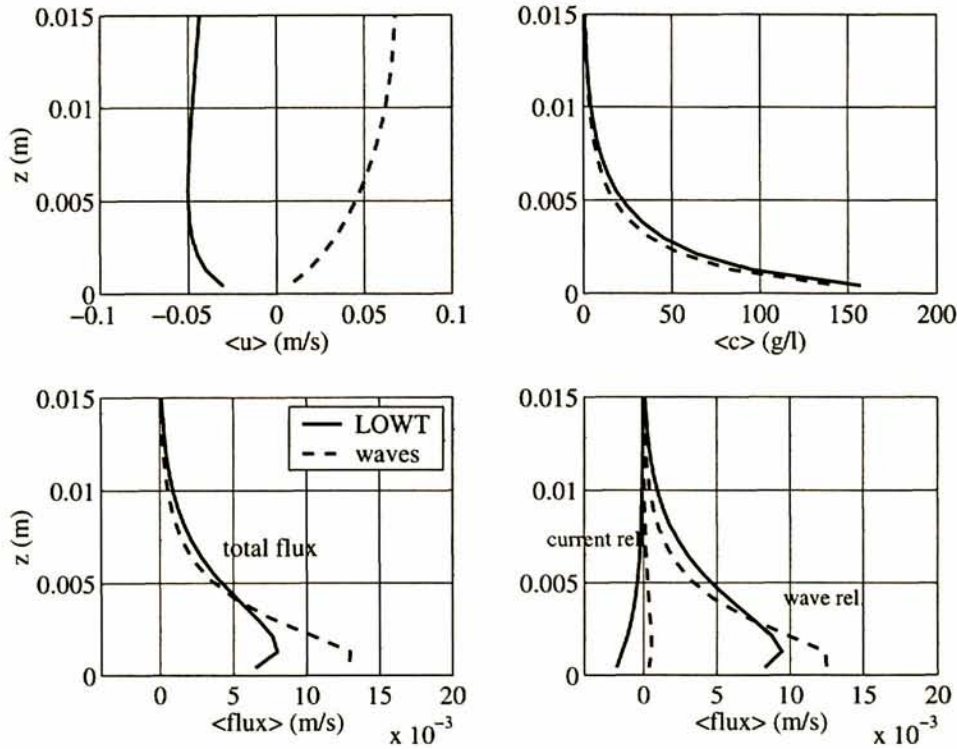 0.015
0.01
0.005
0
z (m)
−0.1
−0.05
0
0.05
0.1
<u> (m/s)
0.015
0.01
0.005
0
0
50
100
150
200
<c> (g/l)
0.015
0.01
0.005
0
z (m)
LOWT
waves
total flux
0
5
10
15
20
<flux> (m/s)
x 10⁻³
0.015
0.01
0.005
0
current rel.
wave rel.
0
5
10
15
20
<flux> (m/s)
x 10⁻³